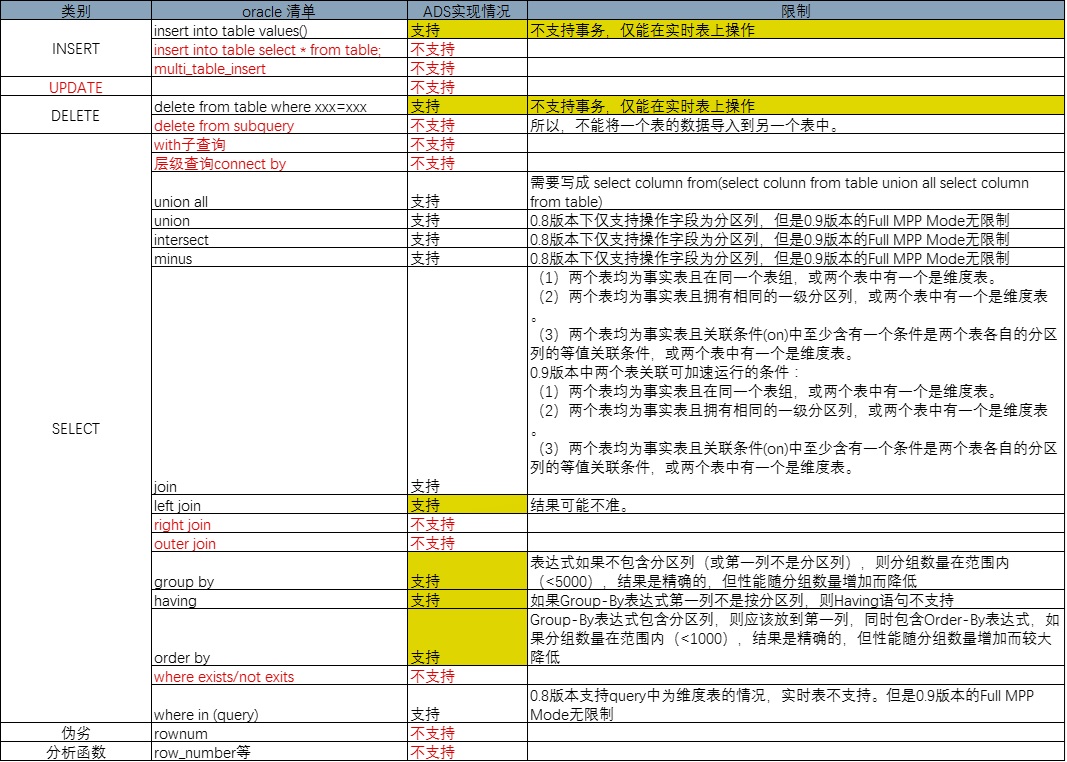 类别 oracle 清单 ADS实现情况 限制
INSERT
insert into table values() 支持 不支持事务，仅能在实时表上操作
insert into table select * from table; 不支持
multi_table_insert 不支持
UPDATE 不支持
DELETE
delete from table where xxx=xxx 支持 不支持事务，仅能在实时表上操作
delete from subquery 不支持 所以，不能将一个表的数据导入到另一个表中。
SELECT
with子查询 不支持
层级查询connect by 不支持
union all 支持
需要写成 select column from(select colunn from table union all select column
from table)
union 支持 0.8版本下仅支持操作字段为分区列，但是0.9版本的Full MPP Mode无限制
intersect 支持 0.8版本下仅支持操作字段为分区列，但是0.9版本的Full MPP Mode无限制
minus 支持 0.8版本下仅支持操作字段为分区列，但是0.9版本的Full MPP Mode无限制
join 支持
（1）两个表均为事实表且在同一个表组，或两个表中有一个是维度表。
（2）两个表均为事实表且拥有相同的一级分区列，或两个表中有一个是维度表
。
（3）两个表均为事实表且关联条件(on)中至少含有一个条件是两个表各自的分区
列的等值关联条件，或两个表中有一个是维度表。
0.9版本中两个表关联可加速运行的条件：
（1）两个表均为事实表且在同一个表组，或两个表中有一个是维度表。
（2）两个表均为事实表且拥有相同的一级分区列，或两个表中有一个是维度表
。
（3）两个表均为事实表且关联条件(on)中至少含有一个条件是两个表各自的分区
列的等值关联条件，或两个表中有一个是维度表。
left join 支持 结果可能不准。
right join 不支持
outer join 不支持
group by 支持
表达式如果不包含分区列（或第一列不是分区列），则分组数量在范围内
（<5000），结果是精确的，但性能随分组数量增加而降低
having 支持 如果Group-By表达式第一列不是按分区列，则Having语句不支持
order by 支持
Group-By表达式包含分区列，则应该放到第一列，同时包含Order-By表达式，如
果分组数量在范围内（<1000），结果是精确的，但性能随分组数量增加而较大
降低
where exists/not exits 不支持
where in (query) 支持
0.8版本支持query中为维度表的情况，实时表不支持。但是0.9版本的Full MPP
Mode无限制
伪劣 rownum 不支持
分析函数 row_number等 不支持